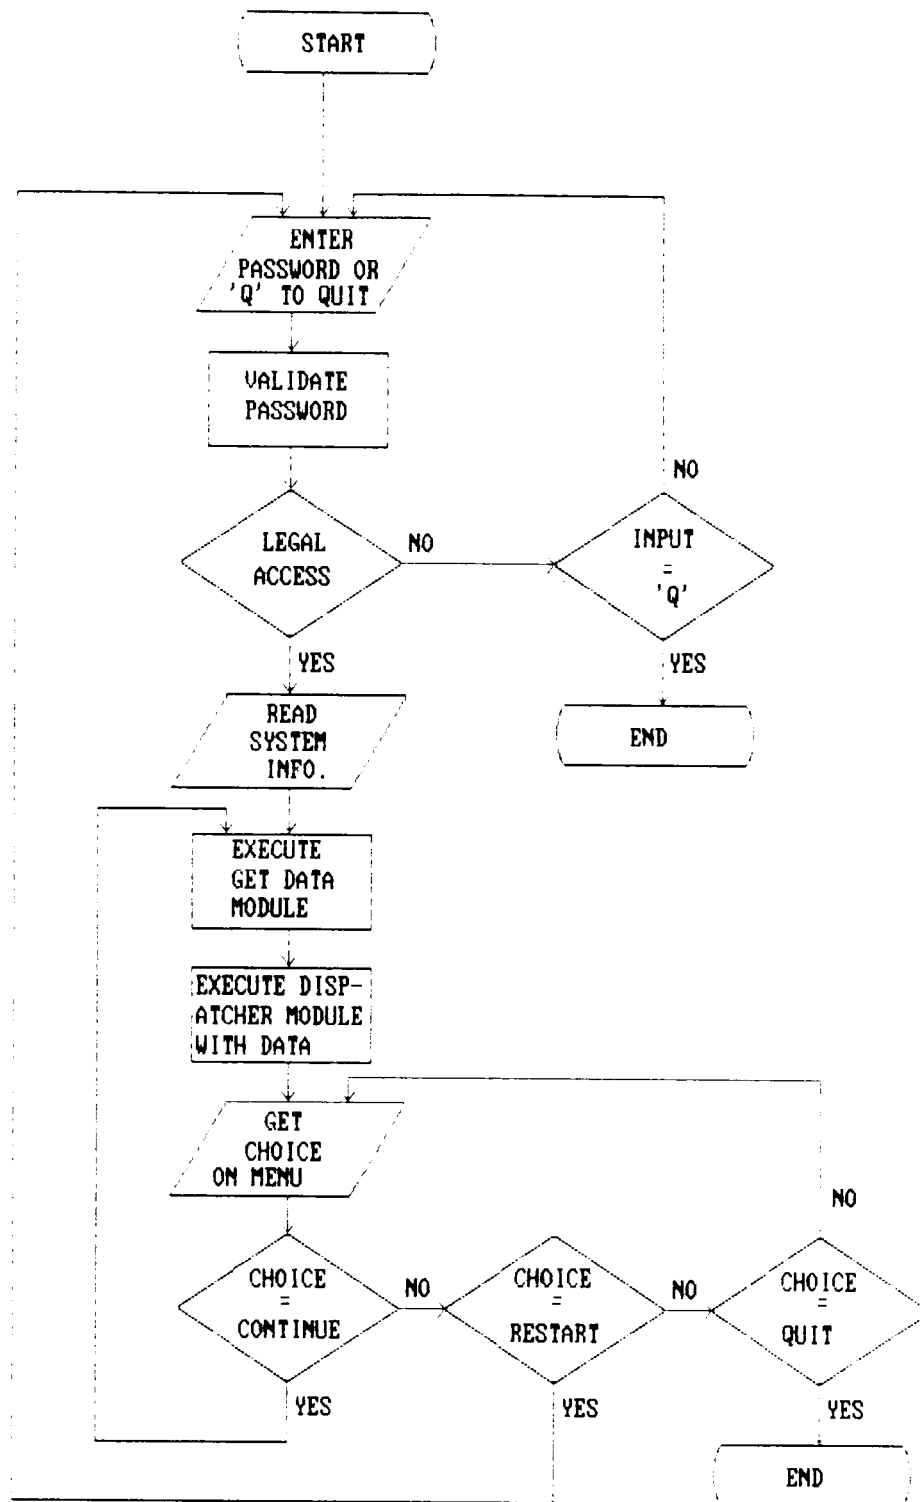 START
ENTER
PASSWORD OR
'Q' TO QUIT
VALIDATE
PASSWORD
NO
LEGAL
ACCESS
NO
INPUT
=
'Q'
YES
YES
READ
SYSTEM
INFO.
END
EXECUTE
GET DATA
MODULE
EXECUTE DISP-
ATCHER MODULE
WITH DATA
GET
CHOICE
ON MENU
NO
CHOICE
=
CONTINUE
NO
CHOICE
=
RESTART
NO
CHOICE
=
QUIT
YES
YES
YES
END